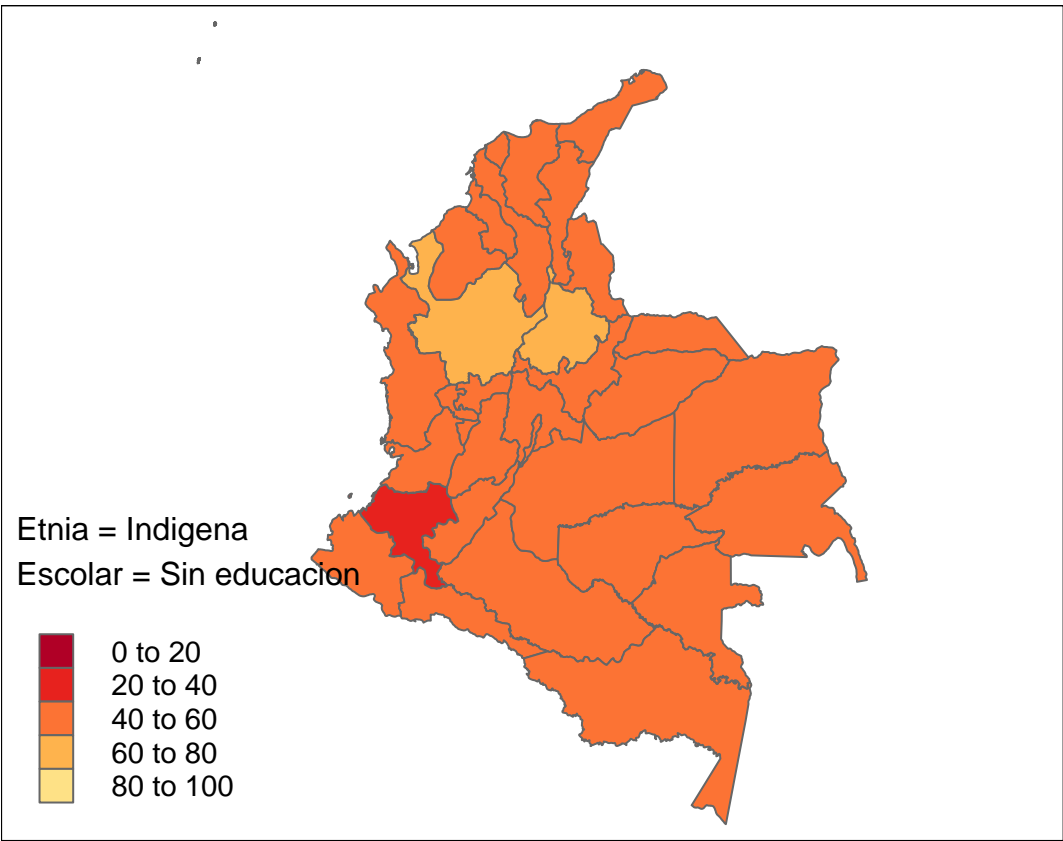 Etnia = Indigena
Escolar = Sin educacion
0 to 20
20 to 40
40 to 60
60 to 80
80 to 100